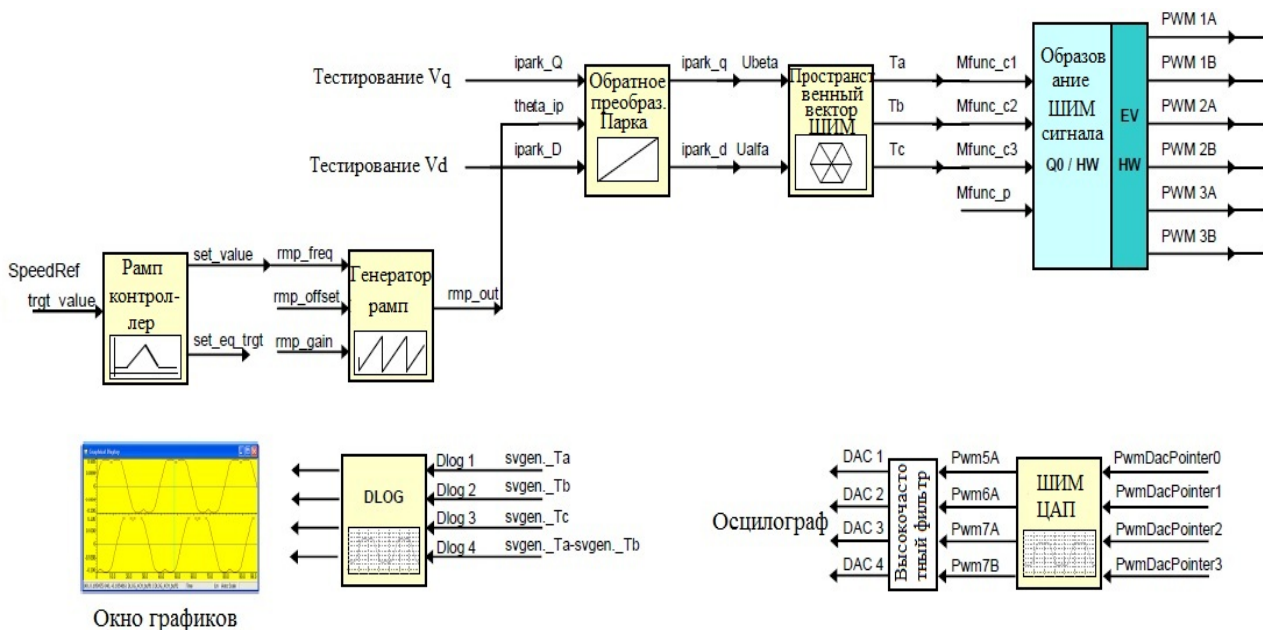 Тестирование Vq
ipark_Q
theta_ip
Тестирование Vd
ipark_D
Обратное
преобраз.
Парка
ipark_q
Ubeta
ipark_d
Ualfa
Пространст
венный
вектор
ШИМ
Ta
Tb
Tc
Mfunc_c1
Mfunc_c2
Mfunc_c3
Mfunc_p
Образов
ание
ШИМ
сигнала
Q0 / HW
EV
HW
PWM 1A
PWM 1B
PWM 2A
PWM 2B
PWM 3A
PWM 3B
SpeedRef
trgt_value
Рамп
контрол-
лер
set_value
set_eq_trgt
rmp_freq
rmp_offset
rmp_gain
Генератор
рамп
rmp_out
Окно графиков
DLOG
Dlog 1
Dlog 2
Dlog 3
Dlog 4
svgen._Ta
svgen._Tb
svgen._Tc
svgen._Ta-svgen._Tb
Осцилограф
DAC 1
DAC 2
DAC 3
DAC 4
Высокочасто
тный фильтр
Pwm5A
Pwm6A
Pwm7A
Pwm7B
ШИМ
ЦАП
PwmDacPointer0
PwmDacPointer1
PwmDacPointer2
PwmDacPointer3